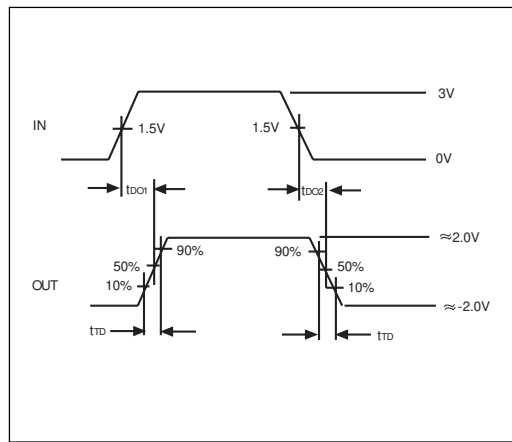 3V
IN
1.5V
1.5V
0V
tDO1
tDO2
≈2.0V
90%
90%
50%
50%
OUT
10%
10%
≈-2.0V
tTD
tTD